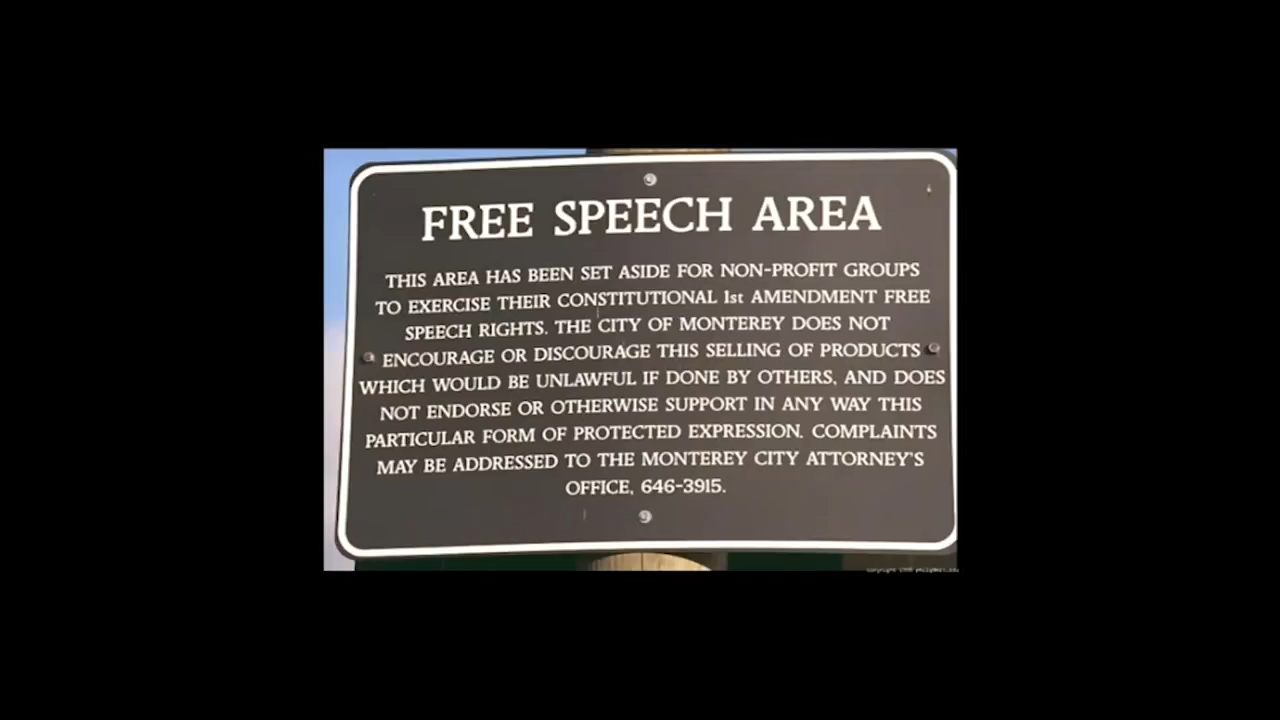 FREE SPEECH AREA
THIS AREA HAS BEEN SET ASIDE FOR NON-PROFIT GROUPS
TO EXERCISE THEIR CONSTITUTIONAL 1st AMENDMENT FREE
SPEECH RIGHTS. THE CITY OF MONTEREY DOES NOT
ENCOURAGE OR DISCOURAGE THIS SELLING OF PRODUCTS
WHICH WOULD BE UNLAWFUL IF DONE BY OTHERS, AND DOES
NOT ENDORSE OR OTHERWISE SUPPORT IN ANY WAY THIS
PARTICULAR FORM OF PROTECTED EXPRESSION. COMPLAINTS
MAY BE ADDRESSED TO THE MONTEREY CITY ATTORNEY'S
OFFICE, 646-3915.